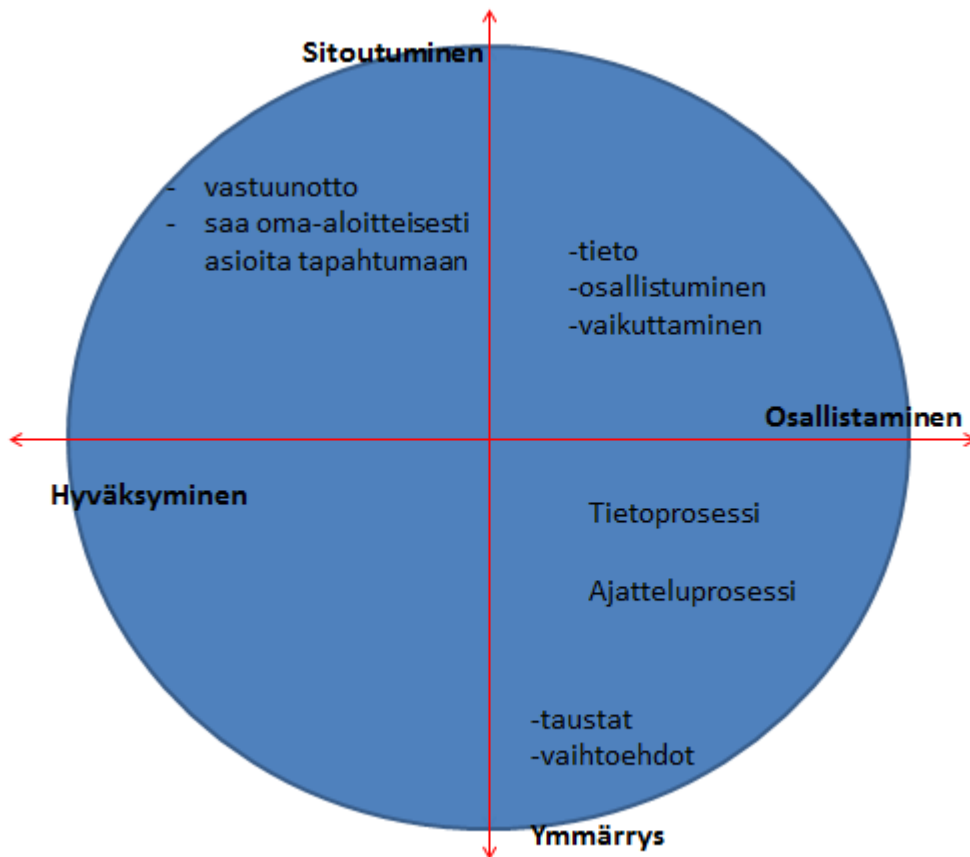 Sitoutuminen
- vastuunotto
- saa oma-aloitteisesti
asioita tapahtumaan
-tieto
-osallistuminen
-vaikuttaminen
Osallistaminen
Hyväksyminen
Tietoprosessi
Ajatteluprosessi
-taustat
-vaihtoehdot
Ymmärrys